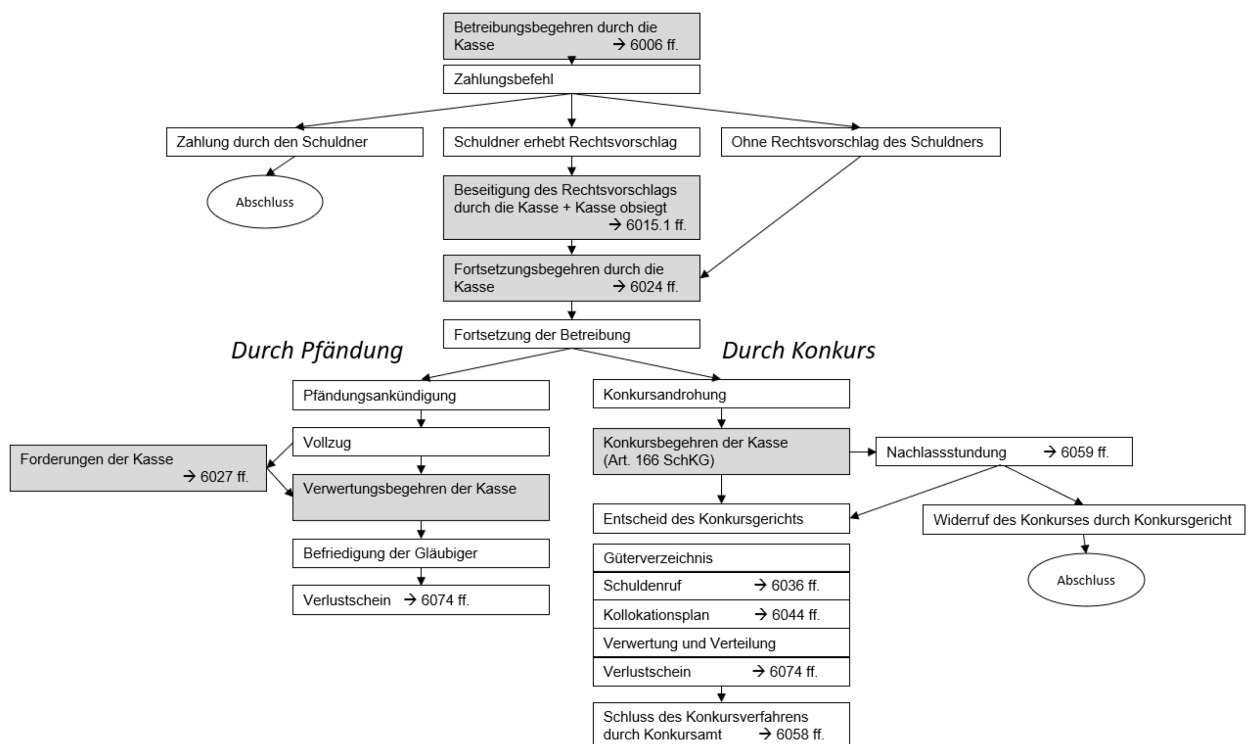 Betreibungsbegehren durch die
Kasse → 6006 ff.
Zahlungsbefehl
Zahlung durch den Schuldner
Schuldner erhebt Rechtsvorschlag
Ohne Rechtsvorschlag des Schuldners
Abschluss
Beseitigung des Rechtsvorschlags
durch die Kasse + Kasse obsiegt
→ 6015.1 ff.
Fortsetzungsbegehren durch die
Kasse → 6024 ff.
Fortsetzung der Betreibung
Durch Pfändung
Durch Konkurs
Pfändungsankündigung
Vollzug
Forderungen der Kasse
→ 6027 ff.
Verwertungsbegehren der Kasse
Befriedigung der Gläubiger
Verlustschein → 6074 ff.
Konkursandrohung
Konkursbegehren der Kasse
(Art. 166 SchKG)
Nachlassstundung → 6059 ff.
Entscheid des Konkursgerichts
Widerruf des Konkurses durch Konkursgericht
Abschluss
Güterverzeichnis
Schuldenruf → 6036 ff.
Kollokationsplan → 6044 ff.
Verwertung und Verteilung
Verlustschein → 6074 ff.
Schluss des Konkursverfahrens
durch Konkursamt → 6058 ff.